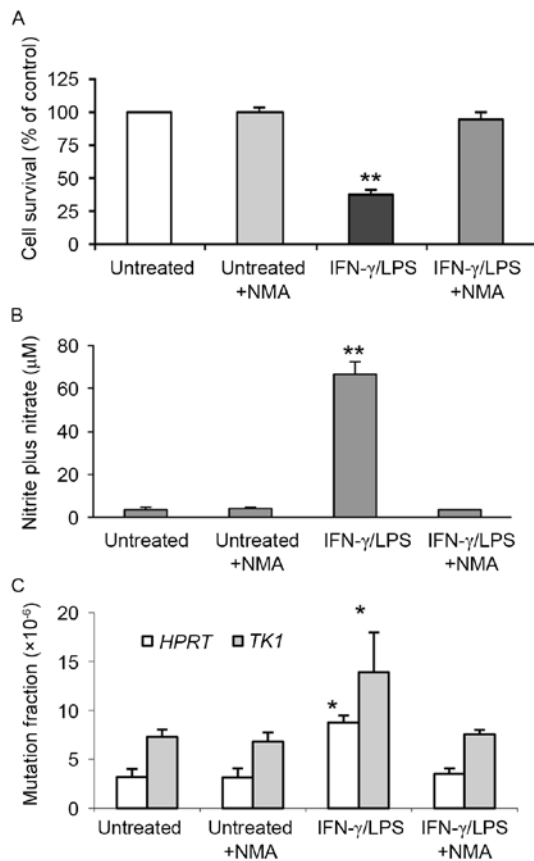 A
Cell survival (% of control)
125
100
75
50
25
0
**
Untreated
Untreated
+NMA
IFN-γ/LPS
IFN-γ/LPS
+NMA
B
Nitrite plus nitrate (μM)
80
60
40
20
0
**
Untreated
Untreated
+NMA
IFN-γ/LPS
IFN-γ/LPS
+NMA
C
Mutation fraction (×10⁻⁶)
20
15
10
5
0
HPRT TK1
*
*
Untreated
Untreated
+NMA
IFN-γ/LPS
IFN-γ/LPS
+NMA